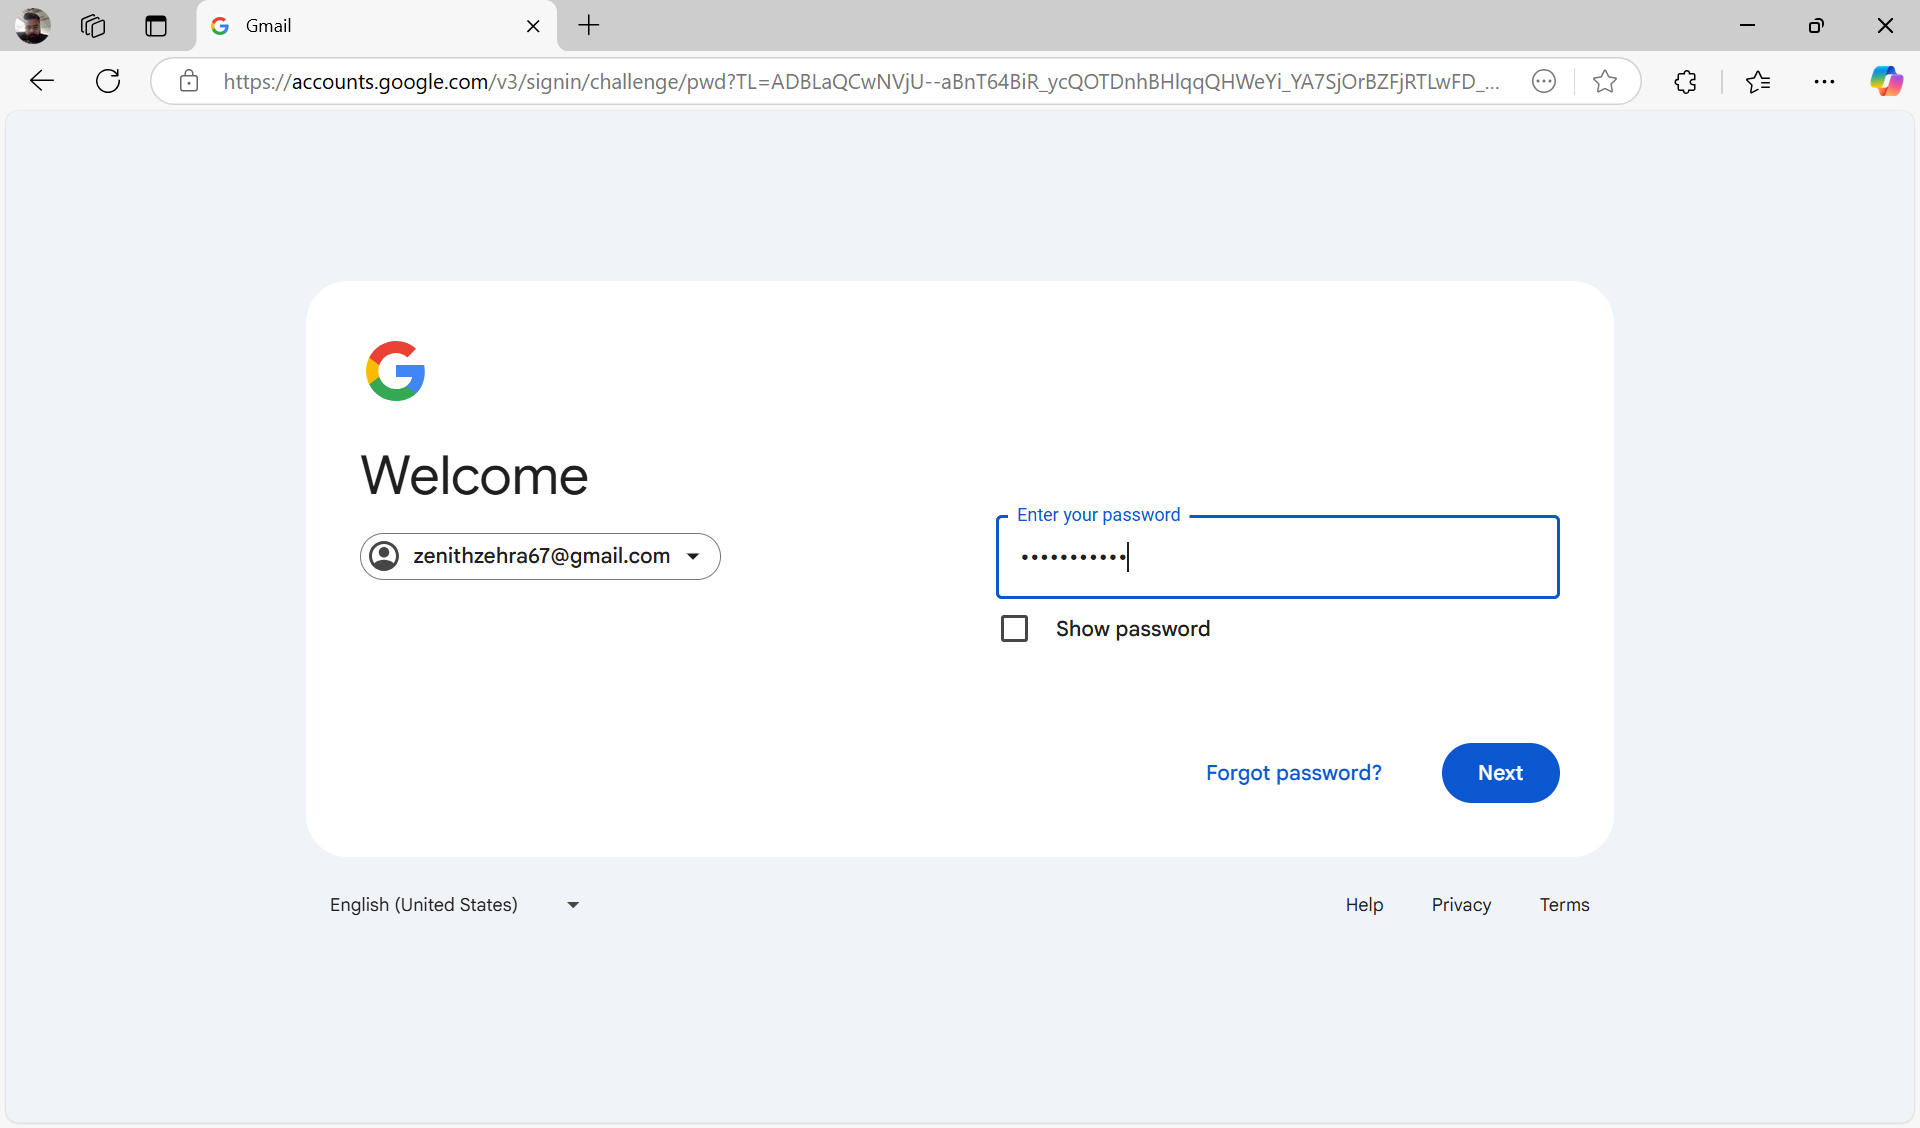 Gmail
https://accounts.google.com/v3/signin/challenge/pwd?TL=ADBLaQCwNVjU--aBnT64BiR_ycQOTDnhBHlqqQHWeYi_YA7SjOrBZFjRTLwFD_...
Welcome
zenithzehra67@gmail.com
Enter your password
•••••••••••
Show password
Forgot password?
Next
English (United States)
Help
Privacy
Terms